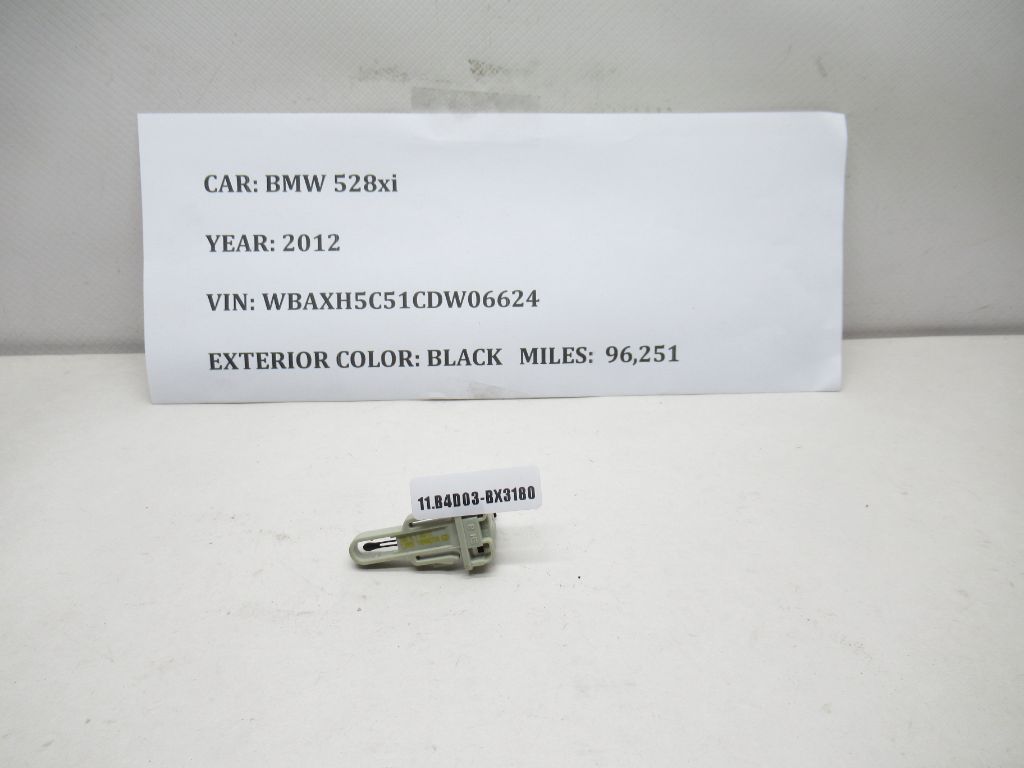 CAR: BMW 528xi
YEAR: 2012
VIN: WBAXH5C51CDW06624
EXTERIOR COLOR: BLACK MILES: 96,251
11.B4D03-BX3180